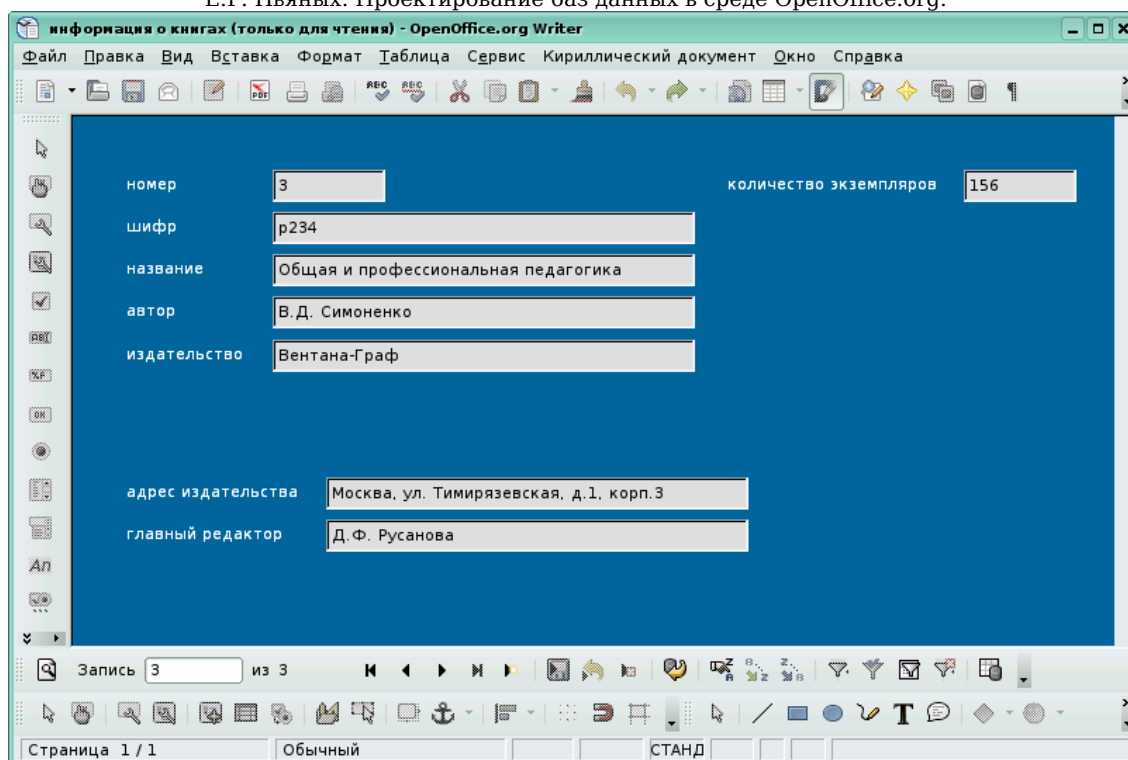 Е.Г. Пьяных. Проектирование баз данных в среде OpenOffice.org.
информация о книгах (только для чтения) - OpenOffice.org Writer
Файл Правка Вид Вставка Формат Таблица Сервис Кириллический документ Окно Справка
номер 3 количество экземпляров 156
шифр р234
название Общая и профессиональная педагогика
автор В.Д. Симоненко
издательство Вентана-Граф
адрес издательства Москва, ул. Тимирязевская, д.1, корп.3
главный редактор Д.Ф. Русанова
Запись 3 из 3
Страница 1 / 1 Обычный СТАНД